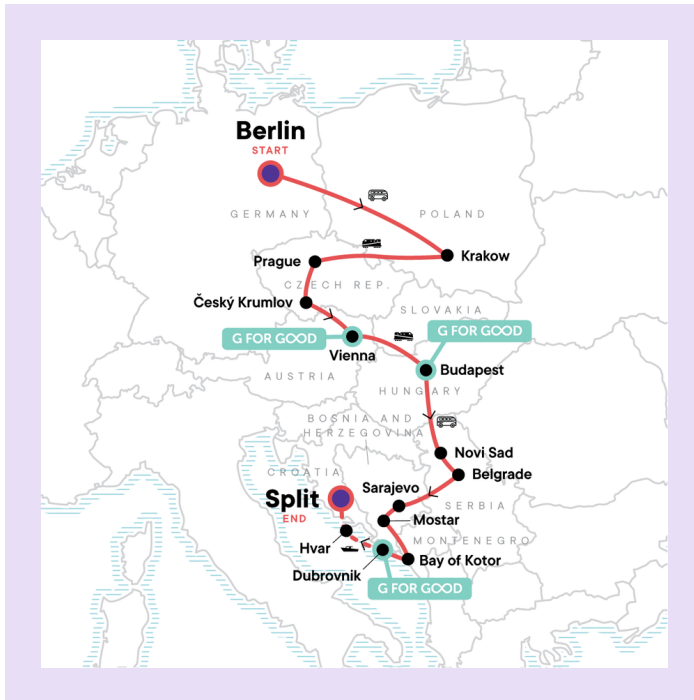 Berlin
START
GERMANY
POLAND
Prague
Krakow
CZECH REP.
Český Krumlov
SLOVAKIA
G FOR GOOD
G FOR GOOD
Vienna
Budapest
AUSTRIA
HUNGARY
BOSNIA AND
HERZEGOVINA
Novi Sad
CROATIA
Belgrade
Sarajevo
Split
SERBIA
END
Mostar
MONTENEGRO
Hvar
Bay of Kotor
Dubrovnik
G FOR GOOD